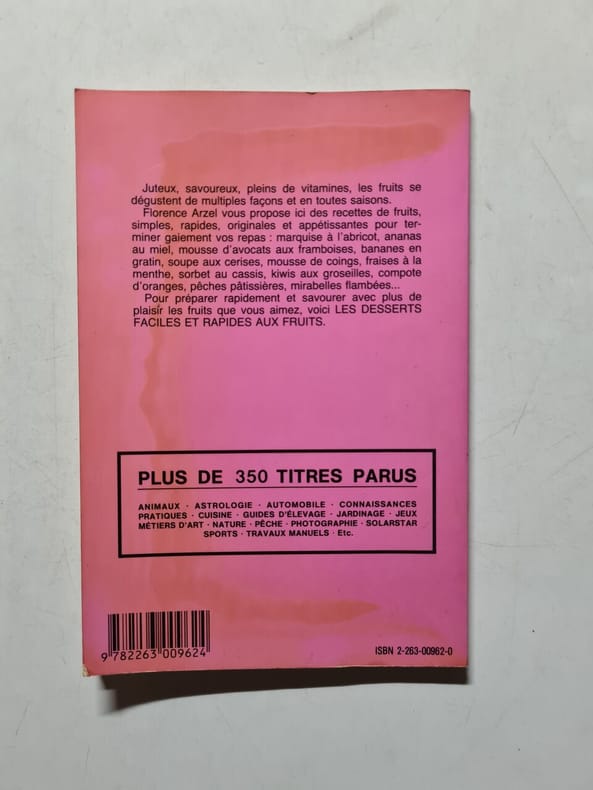 Juteux, savoureux, pleins de vitamines, les fruits se
dégustent de multiples façons et en toutes saisons.
Florence Arzel vous propose ici des recettes de fruits,
simples, rapides, originales et appétissantes pour ter-
miner gaiement vos repas : marquise à l'abricot, ananas
au miel, mousse d'avocats aux framboises, bananes en
gratin, soupe aux cerises, mousse de coings, fraises à la
menthe, sorbet au cassis, kiwis aux groseilles, compote
d'oranges, pêches pâtissières, mirabelles flambées...
Pour préparer rapidement et savourer avec plus de
plaisir les fruits que vous aimez, voici LES DESSERTS
FACILES ET RAPIDES AUX FRUITS.
PLUS DE 350 TITRES PARUS
ANIMAUX · ASTROLOGIE · AUTOMOBILE · CONNAISSANCES
PRATIQUES · CUISINE · GUIDES D'ÉLEVAGE · JARDINAGE · JEUX
MÉTIERS D'ART · NATURE · PÊCHE · PHOTOGRAPHIE · SOLARSTAR
SPORTS · TRAVAUX MANUELS · Etc.
9 782263 009624
ISBN 2-263-00962-0